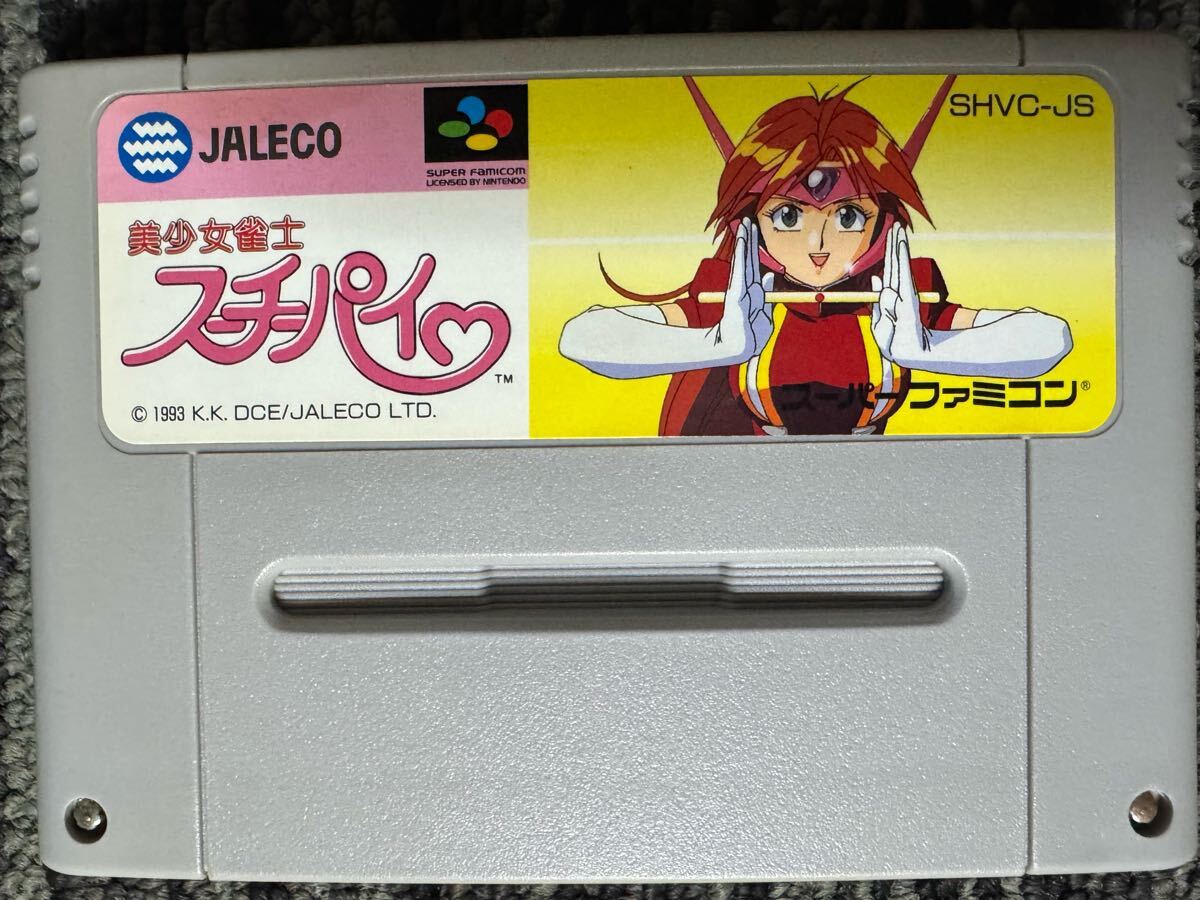 JALECO
SUPER FAMICOM
LICENSED BY NINTENDO
美少女雀士
スーチーパイ
TM
© 1993 K.K. DCE/JALECO LTD.
SHVC-JS
スーパーファミコン®